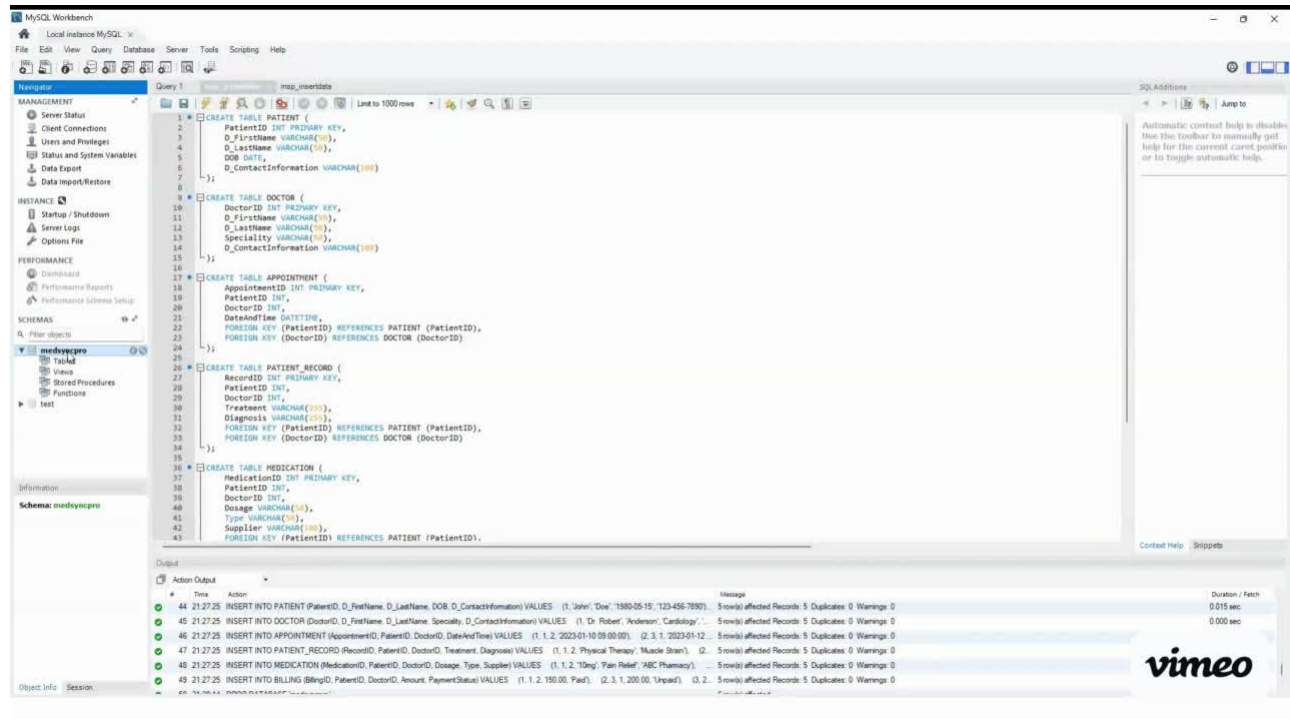 MySQL Workbench
Local instance MySQL ×
File Edit View Query Database Server Tools Scripting Help
Navigator
Query 1 msp_insertdata
SQLAdditions
MANAGEMENT
Server Status
Client Connections
Users and Privileges
Status and System Variables
Data Export
Data Import/Restore
INSTANCE
Startup / Shutdown
Server Logs
Options File
PERFORMANCE
Dashboard
Performance Reports
Performance Schema Setup
SCHEMAS
Filter objects
medsyncpro
Tables
Views
Stored Procedures
Functions
test
Information
Schema: medsyncpro
Object Info Session
Limit to 1000 rows
1 CREATE TABLE PATIENT (
2 PatientID INT PRIMARY KEY,
3 D_FirstName VARCHAR(50),
4 D_LastName VARCHAR(50),
5 DOB DATE,
6 D_ContactInformation VARCHAR(100)
7 );
8
9 CREATE TABLE DOCTOR (
10 DoctorID INT PRIMARY KEY,
11 D_FirstName VARCHAR(50),
12 D_LastName VARCHAR(50),
13 Speciality VARCHAR(50),
14 D_ContactInformation VARCHAR(100)
15 );
16
17 CREATE TABLE APPOINTMENT (
18 AppointmentID INT PRIMARY KEY,
19 PatientID INT,
20 DoctorID INT,
21 DateAndTime DATETIME,
22 FOREIGN KEY (PatientID) REFERENCES PATIENT (PatientID),
23 FOREIGN KEY (DoctorID) REFERENCES DOCTOR (DoctorID)
24 );
25
26 CREATE TABLE PATIENT_RECORD (
27 RecordID INT PRIMARY KEY,
28 PatientID INT,
29 DoctorID INT,
30 Treatment VARCHAR(255),
31 Diagnosis VARCHAR(255),
32 FOREIGN KEY (PatientID) REFERENCES PATIENT (PatientID),
33 FOREIGN KEY (DoctorID) REFERENCES DOCTOR (DoctorID)
34 );
35
36 CREATE TABLE MEDICATION (
37 MedicationID INT PRIMARY KEY,
38 PatientID INT,
39 DoctorID INT,
40 Dosage VARCHAR(50),
41 Type VARCHAR(50),
42 Supplier VARCHAR(100),
43 FOREIGN KEY (PatientID) REFERENCES PATIENT (PatientID),
Jump to
Automatic context help is disable
Use the toolbar to manually get
help for the current caret positio
or to toggle automatic help.
Context Help Snippets
Output
Action Output
# Time Action Message Duration / Fetch
44 21:27:25 INSERT INTO PATIENT (PatientID, D_FirstName, D_LastName, DOB, D_ContactInformation) VALUES (1, 'John', 'Doe', '1980-05-15', '123-456-7890')... 5 row(s) affected Records: 5 Duplicates: 0 Warnings: 0 0.015 sec
45 21:27:25 INSERT INTO DOCTOR (DoctorID, D_FirstName, D_LastName, Speciality, D_ContactInformation) VALUES (1, 'Dr. Robert', 'Anderson', 'Cardiology', '... 5 row(s) affected Records: 5 Duplicates: 0 Warnings: 0 0.000 sec
46 21:27:25 INSERT INTO APPOINTMENT (AppointmentID, PatientID, DoctorID, DateAndTime) VALUES (1, 1, 2, '2023-01-10 09:00:00'), (2, 3, 1, '2023-01-12 ... 5 row(s) affected Records: 5 Duplicates: 0 Warnings: 0
47 21:27:25 INSERT INTO PATIENT_RECORD (RecordID, PatientID, DoctorID, Treatment, Diagnosis) VALUES (1, 1, 2, 'Physical Therapy', 'Muscle Strain'), (2... 5 row(s) affected Records: 5 Duplicates: 0 Warnings: 0
48 21:27:25 INSERT INTO MEDICATION (MedicationID, PatientID, DoctorID, Dosage, Type, Supplier) VALUES (1, 1, 2, '10mg', 'Pain Relief', 'ABC Pharmacy'), ... 5 row(s) affected Records: 5 Duplicates: 0 Warnings: 0
49 21:27:25 INSERT INTO BILLING (BillingID, PatientID, DoctorID, Amount, PaymentStatus) VALUES (1, 1, 2, 150.00, 'Paid'), (2, 3, 1, 200.00, 'Unpaid'), (3, 2... 5 row(s) affected Records: 5 Duplicates: 0 Warnings: 0
vimeo